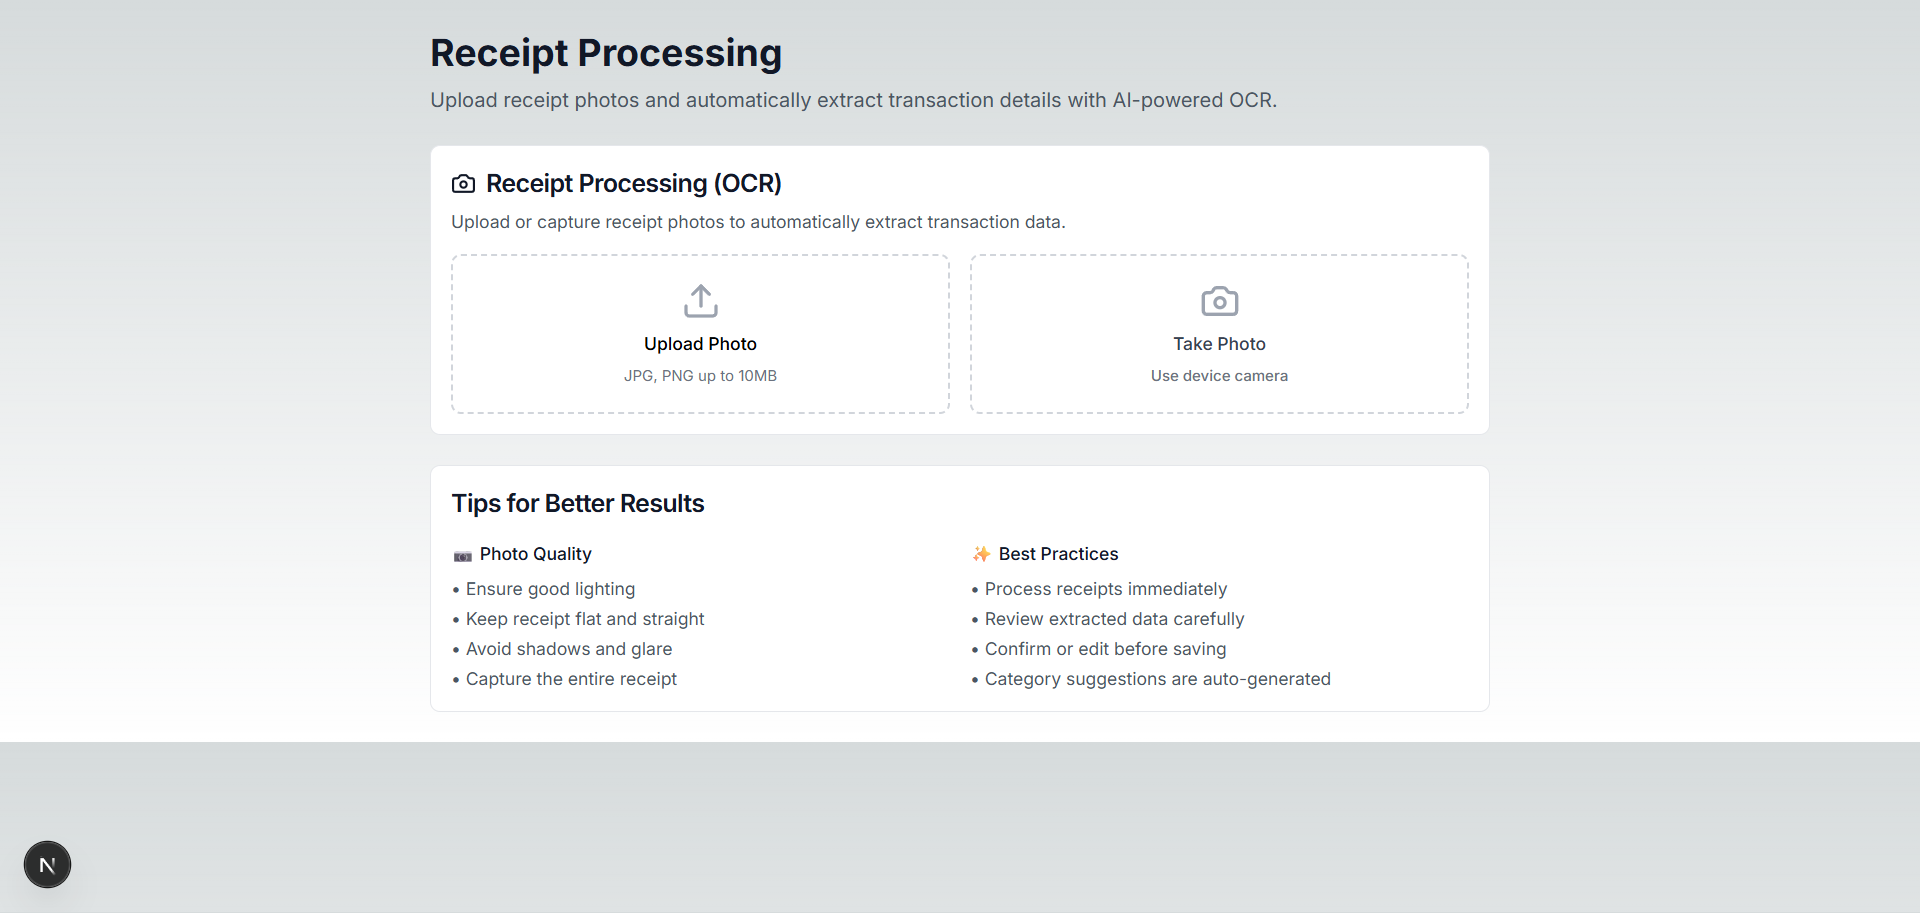 Receipt Processing
Upload receipt photos and automatically extract transaction details with AI-powered OCR.
Receipt Processing (OCR)
Upload or capture receipt photos to automatically extract transaction data.
Upload Photo
JPG, PNG up to 10MB
Take Photo
Use device camera
Tips for Better Results
Photo Quality
• Ensure good lighting
• Keep receipt flat and straight
• Avoid shadows and glare
• Capture the entire receipt
Best Practices
• Process receipts immediately
• Review extracted data carefully
• Confirm or edit before saving
• Category suggestions are auto-generated
N